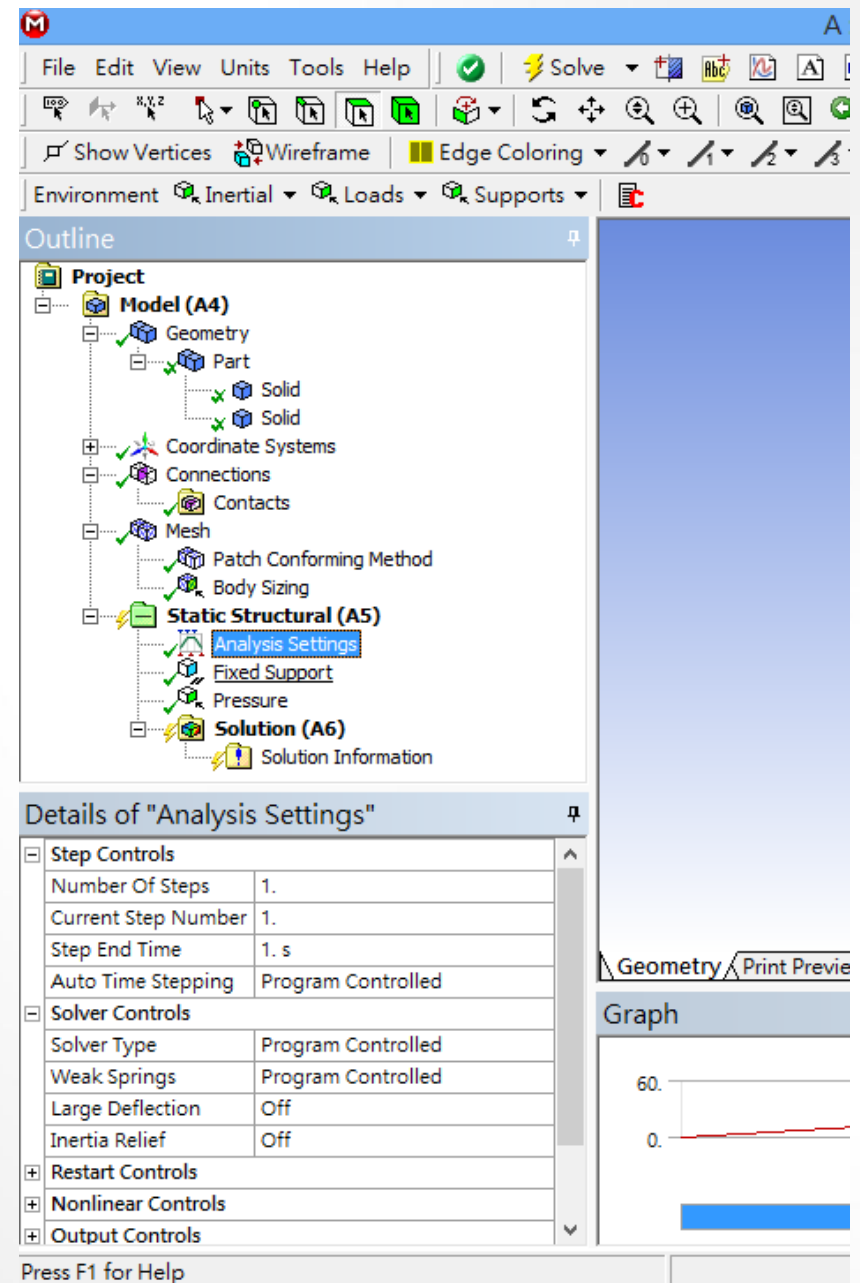 A
File Edit View Units Tools Help Solve Abc A
x,y,z
Show Vertices Wireframe Edge Coloring 0 1 2 3
Environment Inertial Loads Supports C
Outline
Project
Model (A4)
Geometry
Part
Solid
Solid
Coordinate Systems
Connections
Contacts
Mesh
Patch Conforming Method
Body Sizing
Static Structural (A5)
Analysis Settings
Fixed Support
Pressure
Solution (A6)
Solution Information
Details of "Analysis Settings"
Step Controls
Number Of Steps 1.
Current Step Number 1.
Step End Time 1. s
Auto Time Stepping Program Controlled
Solver Controls
Solver Type Program Controlled
Weak Springs Program Controlled
Large Deflection Off
Inertia Relief Off
Restart Controls
Nonlinear Controls
Output Controls
Geometry Print Previe
Graph
60.
0.
Press F1 for Help